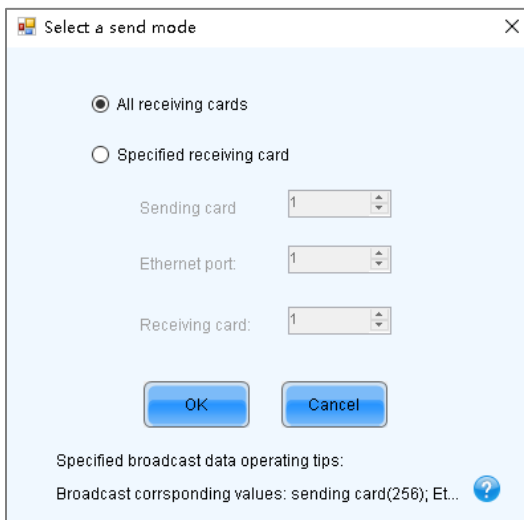 Select a send mode
All receiving cards
Specified receiving card
Sending card 1
Ethernet port: 1
Receiving card: 1
OK Cancel
Specified broadcast data operating tips:
Broadcast corrsponding values: sending card(256); Et... ?